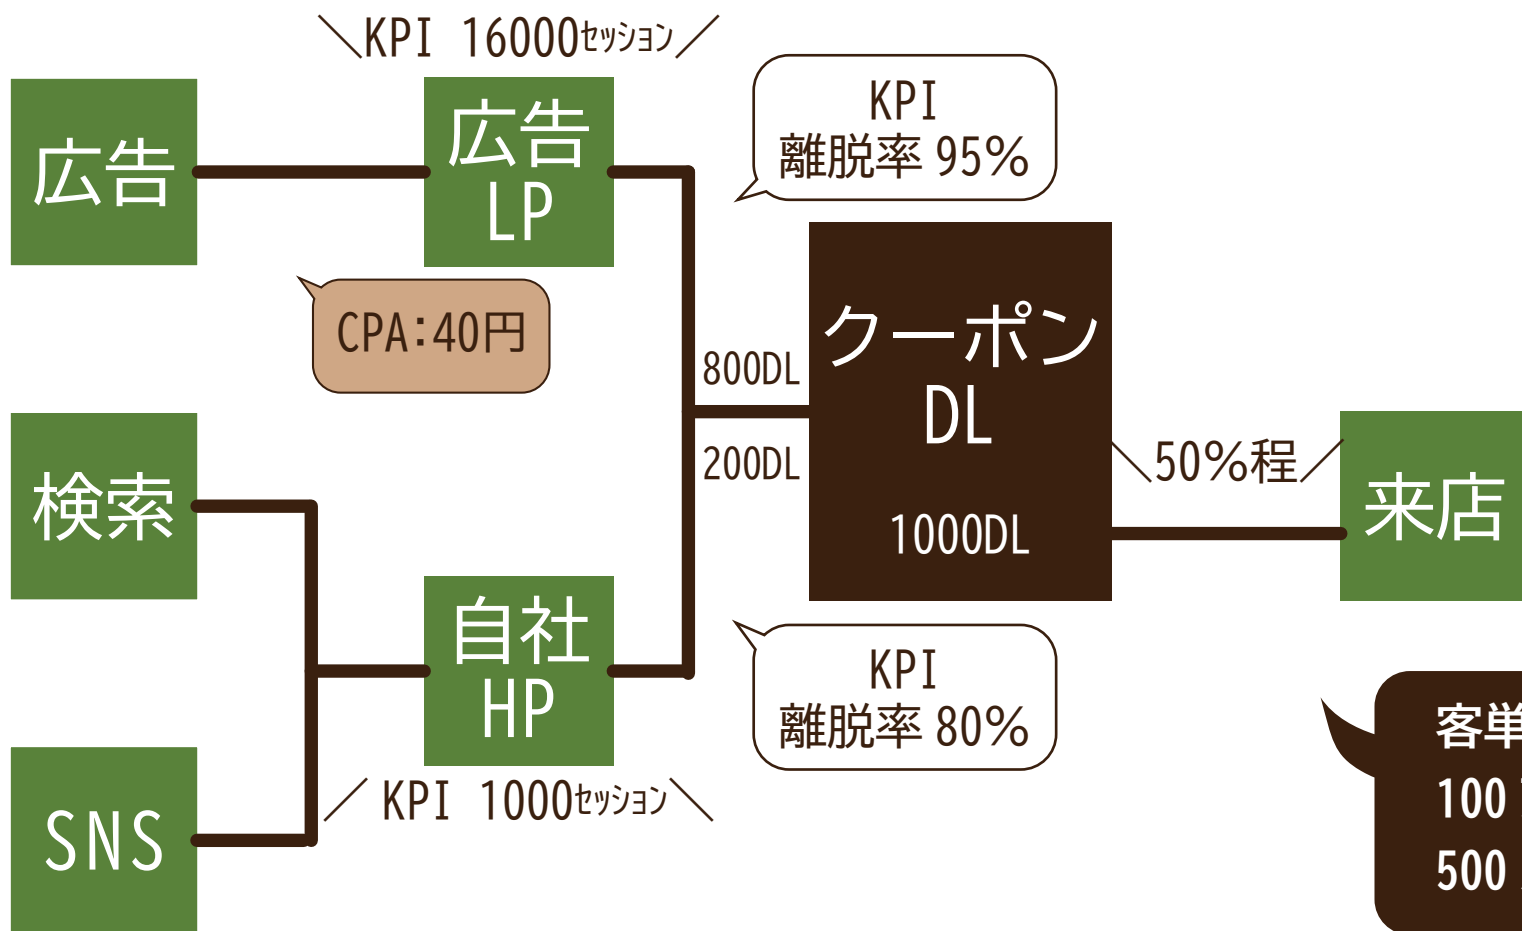 KPI 16000セッション
広告
広告
LP
KPI
離脱率 95%
CPA:40円
800DL
クーポン
DL
200DL
1000DL
50%程
来店
検索
自社
HP
KPI
離脱率 80%
KPI 1000セッション
SNS
客単
100
500